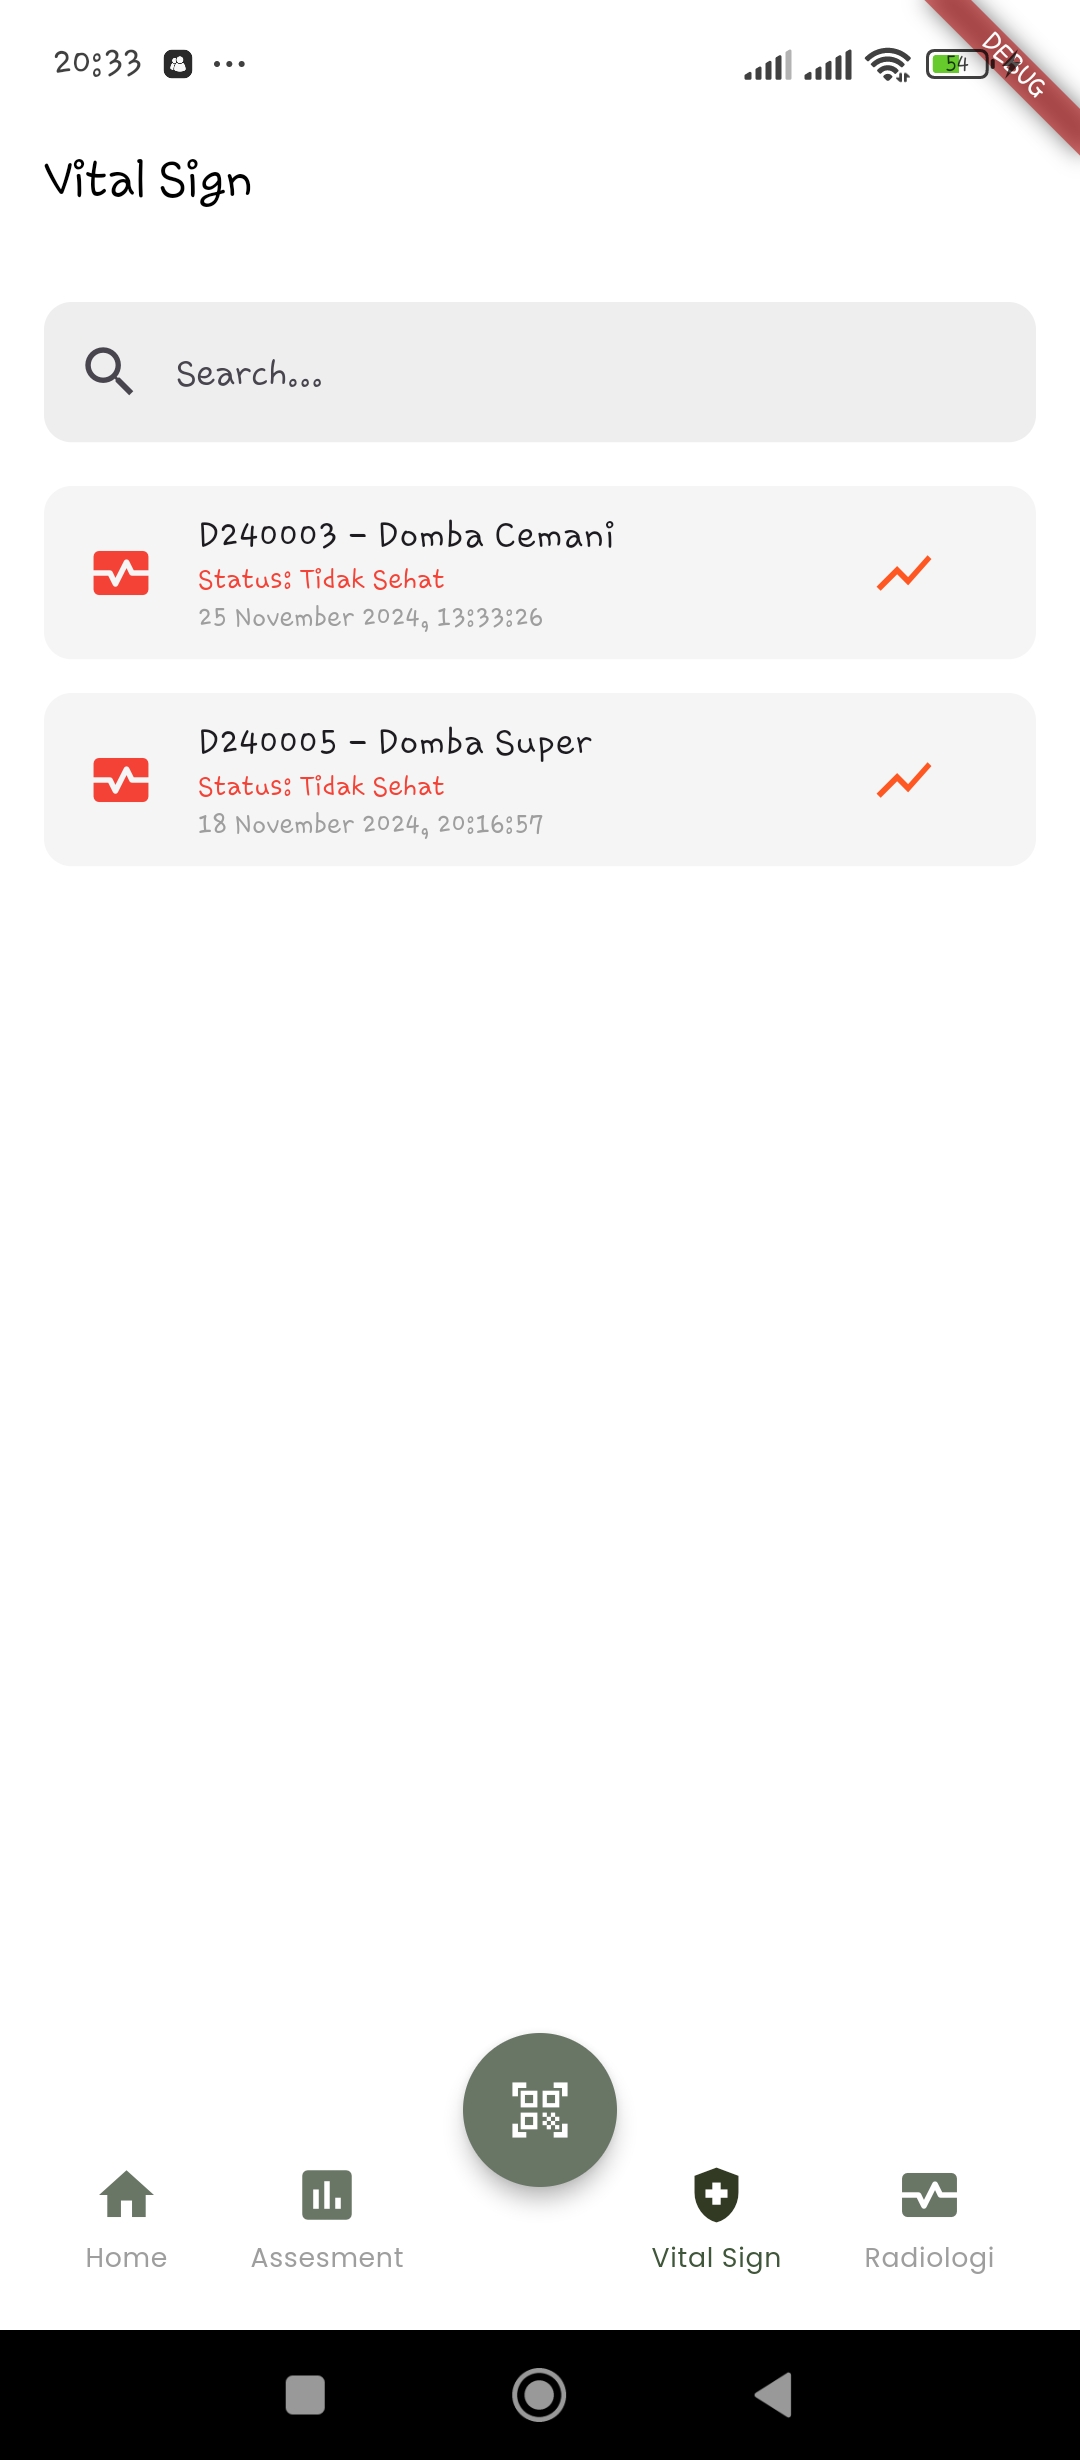 20:33
54
DEBUG
Vital Sign
Search...
D240003 - Domba Cemani
Status: Tidak Sehat
25 November 2024, 13:33:26
D240005 - Domba Super
Status: Tidak Sehat
18 November 2024, 20:16:57
Home
Assesment
Vital Sign
Radiologi